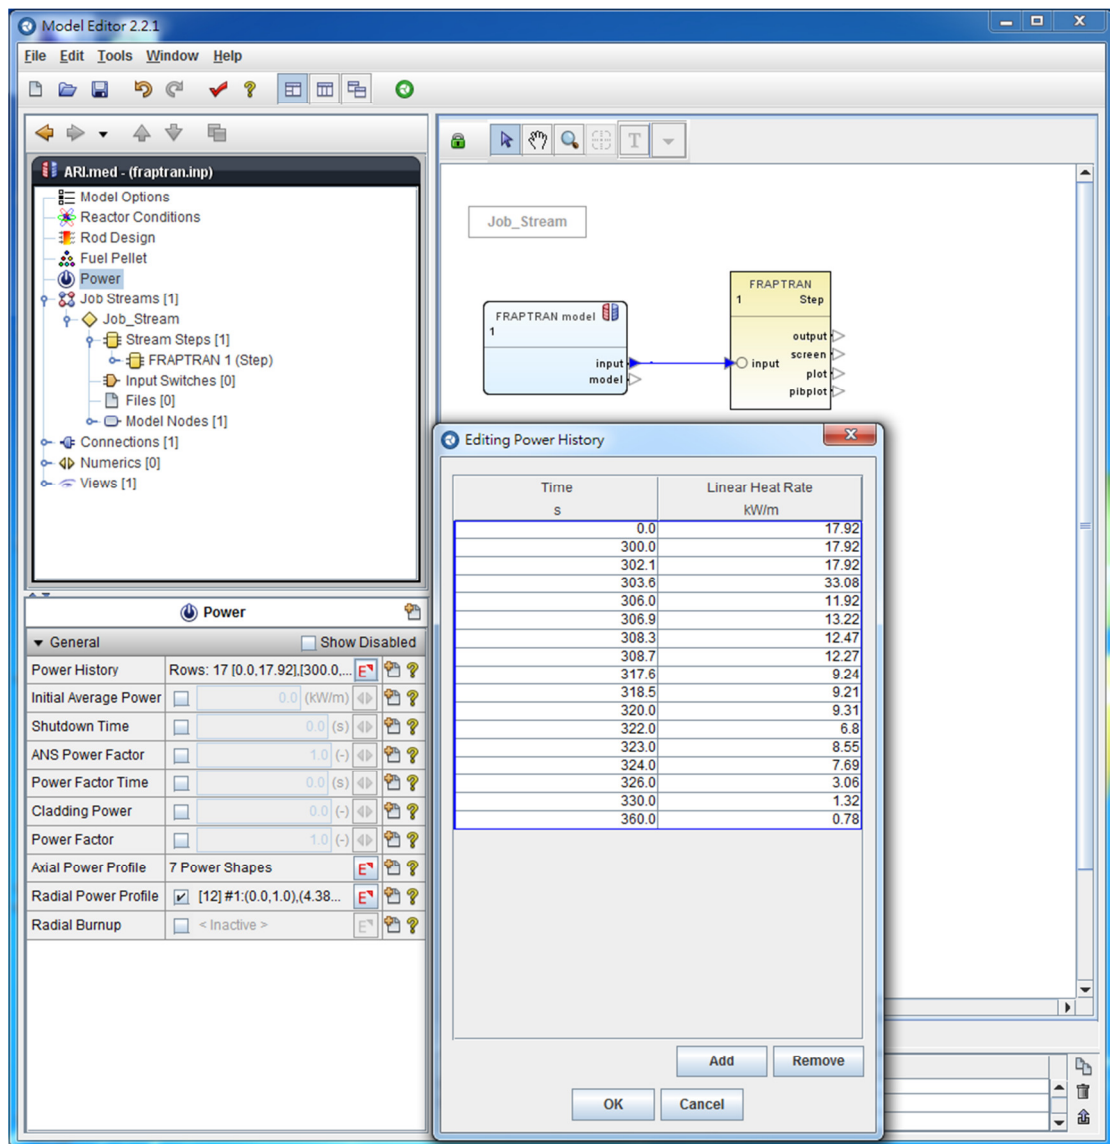 Model Editor 2.2.1
File Edit Tools Window Help
ARI.med - (fraptran.inp)
Model Options
Reactor Conditions
Rod Design
Fuel Pellet
Power
Job Streams [1]
Job_Stream
Stream Steps [1]
FRAPTRAN 1 (Step)
Input Switches [0]
Files [0]
Model Nodes [1]
Connections [1]
Numerics [0]
Views [1]
Power
General Show Disabled
Power History Rows: 17 [0.0,17.92],[300.0,... E
Initial Average Power 0.0 (kW/m)
Shutdown Time 0.0 (s)
ANS Power Factor 1.0 (-)
Power Factor Time 0.0 (s)
Cladding Power 0.0 (-)
Power Factor 1.0 (-)
Axial Power Profile 7 Power Shapes E
Radial Power Profile [12] #1:(0.0,1.0),(4.38... E
Radial Burnup < Inactive > E
T
Job_Stream
FRAPTRAN model
1
input
model
FRAPTRAN
1 Step
input
output
screen
plot
pibplot
Editing Power History
Time Linear Heat Rate
s kW/m
0.0 17.92
300.0 17.92
302.1 17.92
303.6 33.08
306.0 11.92
306.9 13.22
308.3 12.47
308.7 12.27
317.6 9.24
318.5 9.21
320.0 9.31
322.0 6.8
323.0 8.55
324.0 7.69
326.0 3.06
330.0 1.32
360.0 0.78
Add Remove
OK Cancel